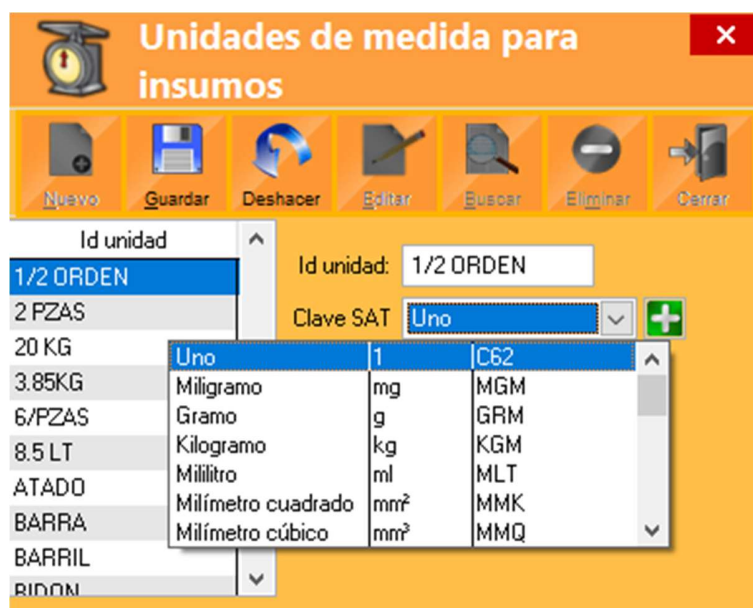 Unidades de medida para
insumos
Nuevo Guardar Deshacer Editar Buscar Eliminar Cerrar
Id unidad
1/2 ORDEN
2 PZAS
20 KG
3.85KG
6/PZAS
8.5 LT
ATADO
BARRA
BARRIL
BIDON
Id unidad: 1/2 ORDEN
Clave SAT Uno
Uno 1 C62
Miligramo mg MGM
Gramo g GRM
Kilogramo kg KGM
Mililitro ml MLT
Milímetro cuadrado mm² MMK
Milímetro cúbico mm³ MMQ